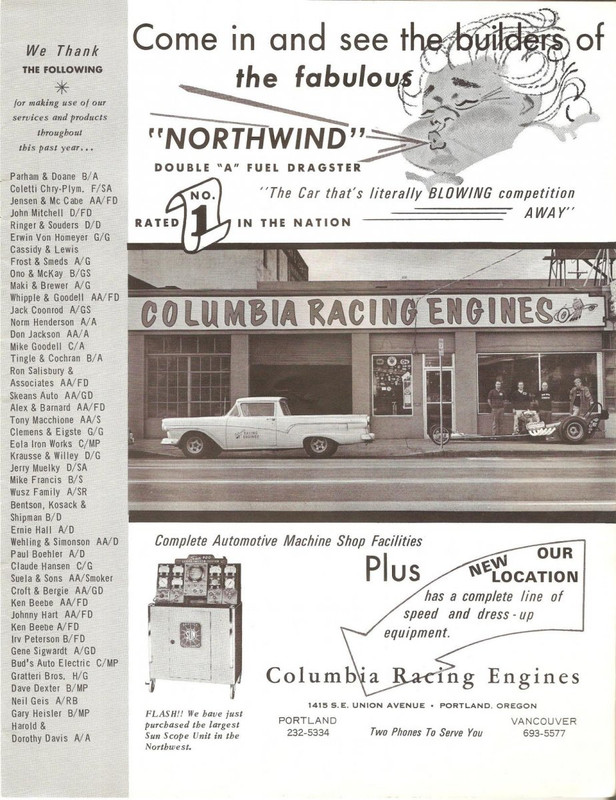 We Thank
THE FOLLOWING
for making use of our
services and products
throughout
this past year...
Parham & Doane B/A
Coletti Chry-Plym, F/SA
Jensen & Mc Cabe AA/FD
John Mitchell D/FD
Ringer & Souders D/D
Erwin Von Homeyer G/G
Cassidy & Lewis
Frost & Smeds A/G
Ono & McKay B/GS
Maki & Brewer A/G
Whipple & Goodell AA/FD
Jack Coonrod A/GS
Norm Henderson A/A
Don Jackson AA/A
Mike Goodell C/A
Tingle & Cochran B/A
Ron Salisbury &
Associates AA/FD
Skeans Auto AA/GD
Alex & Barnard AA/FD
Tony Macchione AA/S
Clemens & Eigste G/G
Eola Iron Works C/MP
Krausse & Willey D/G
Jerry Muelky D/SA
Mike Francis B/S
Wusz Family A/SR
Bentson, Kosack &
Shipman B/D
Ernie Hall A/D
Wehling & Simonson AA/D
Paul Boehler A/D
Claude Hansen C/G
Suela & Sons AA/Smoker
Croft & Bergie AA/GD
Ken Beebe AA/FD
Johnny Hart AA/FD
Ken Beebe A/FD
Irv Peterson B/FD
Gene Sigwardt A/GD
Bud's Auto Electric C/MP
Gratteri Bros. H/G
Dave Dexter B/MP
Neil Geis A/RB
Gary Heisler B/MP
Harold &
Dorothy Davis A/A
Come in and see the builders of
the fabulous
"NORTHWIND"
DOUBLE "A" FUEL DRAGSTER
"The Car that's literally BLOWING competition
AWAY"
RATED NO. 1 IN THE NATION
COLUMBIA RACING ENGINES
Complete Automotive Machine Shop Facilities
Plus
NEW OUR
LOCATION
has a complete line of
speed and dress-up
equipment.
SUN
FLASH!! We have just
purchased the largest
Sun Scope Unit in the
Northwest.
Columbia Racing Engines
1415 S.E. UNION AVENUE • PORTLAND, OREGON
PORTLAND
232-5334
Two Phones To Serve You
VANCOUVER
693-5577